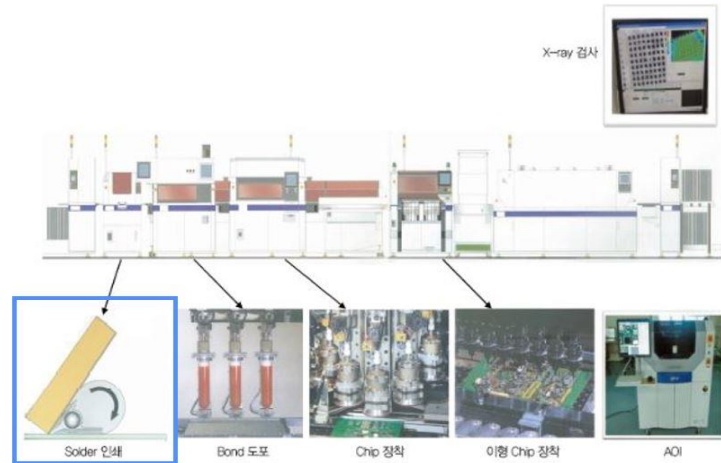 X-ray 검사
Solder 인쇄
Bond 도포
Chip 장착
이형 Chip 장착
AOI